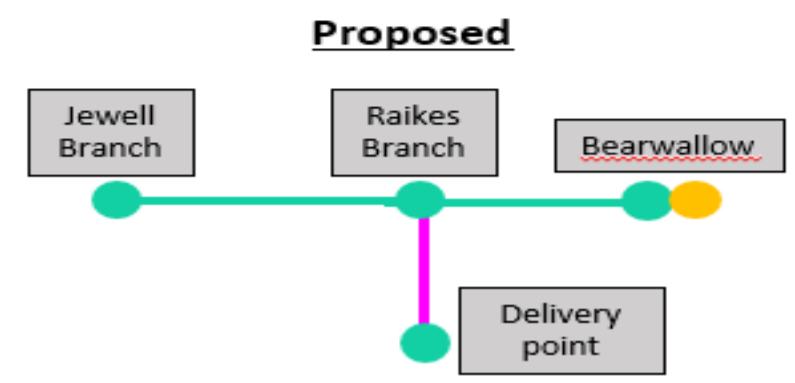 Proposed
Jewell
Branch
Raikes
Branch
Bearwallow
Delivery
point